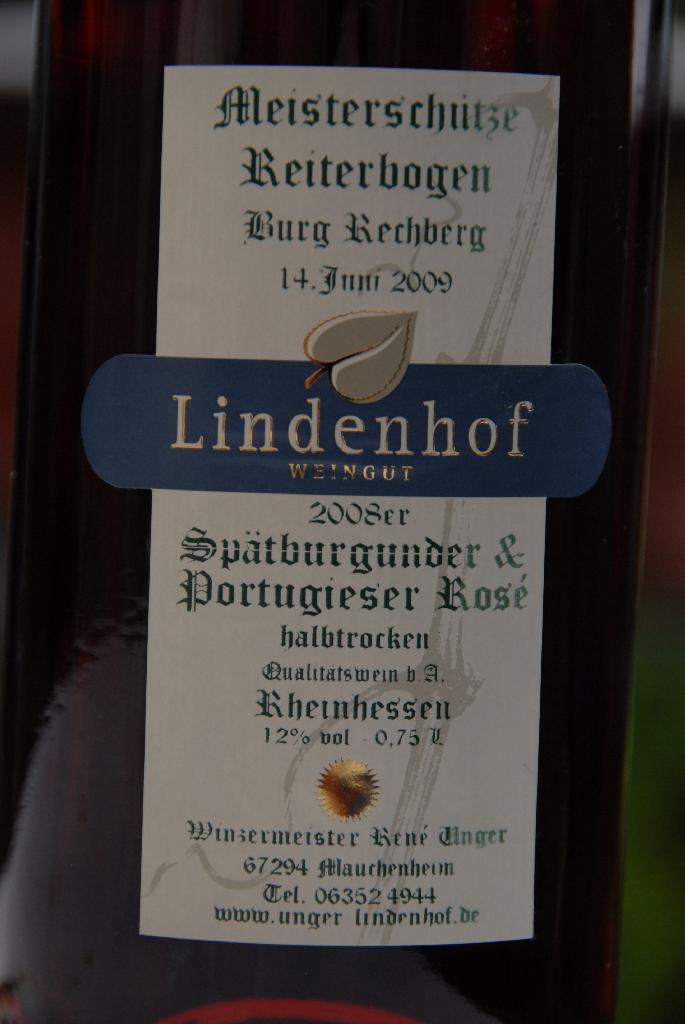 Meisterschütze
Reiterbogen
Burg Rechberg
14. Juni 2009
Lindenhof
WEINGUT
2008er
Spätburgunder &
Portugieser Rosé
halbtrocken
Qualitätswein b.A.
Rheinhessen
12% vol - 0,75 L
Winzermeister René Unger
67294 Mauchenheim
Tel. 06352 4944
www.unger lindenhof.de